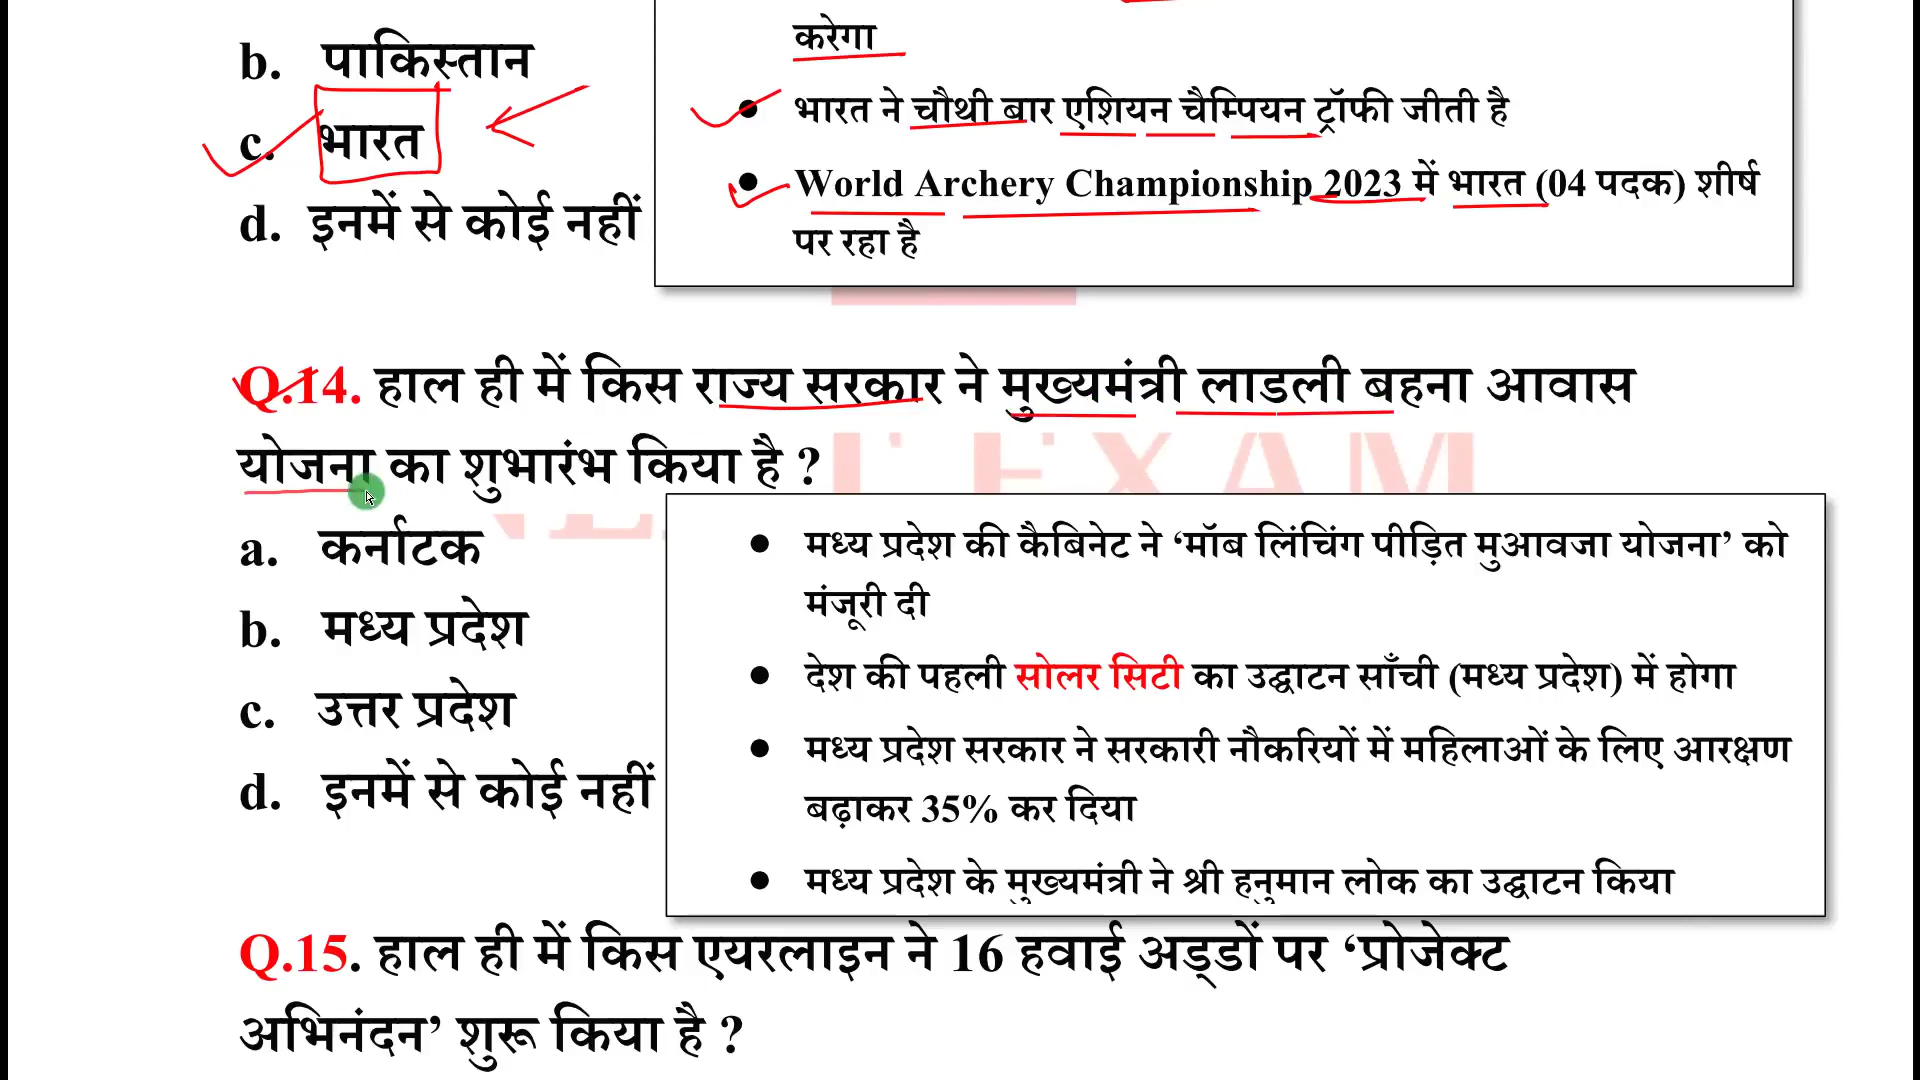 करेगा
b. पाकिस्तान
भारत ने चौथी बार एशियन चैम्पियन ट्रॉफी जीती है
c. भारत
World Archery Championship 2023 में भारत (04 पदक) शीर्ष
पर रहा है
d. इनमें से कोई नहीं
Q.14. हाल ही में किस राज्य सरकार ने मुख्यमंत्री लाडली बहना आवास
योजना का शुभारंभ किया है ?
a. कर्नाटक
b. मध्य प्रदेश
c. उत्तर प्रदेश
d. इनमें से कोई नहीं
मध्य प्रदेश की कैबिनेट ने ‘मॉब लिंचिंग पीड़ित मुआवजा योजना’ को
मंजूरी दी
देश की पहली सोलर सिटी का उद्घाटन साँची (मध्य प्रदेश) में होगा
मध्य प्रदेश सरकार ने सरकारी नौकरियों में महिलाओं के लिए आरक्षण
बढ़ाकर 35% कर दिया
मध्य प्रदेश के मुख्यमंत्री ने श्री हनुमान लोक का उद्घाटन किया
Q.15. हाल ही में किस एयरलाइन ने 16 हवाई अड्डों पर ‘प्रोजेक्ट
अभिनंदन’ शुरू किया है ?